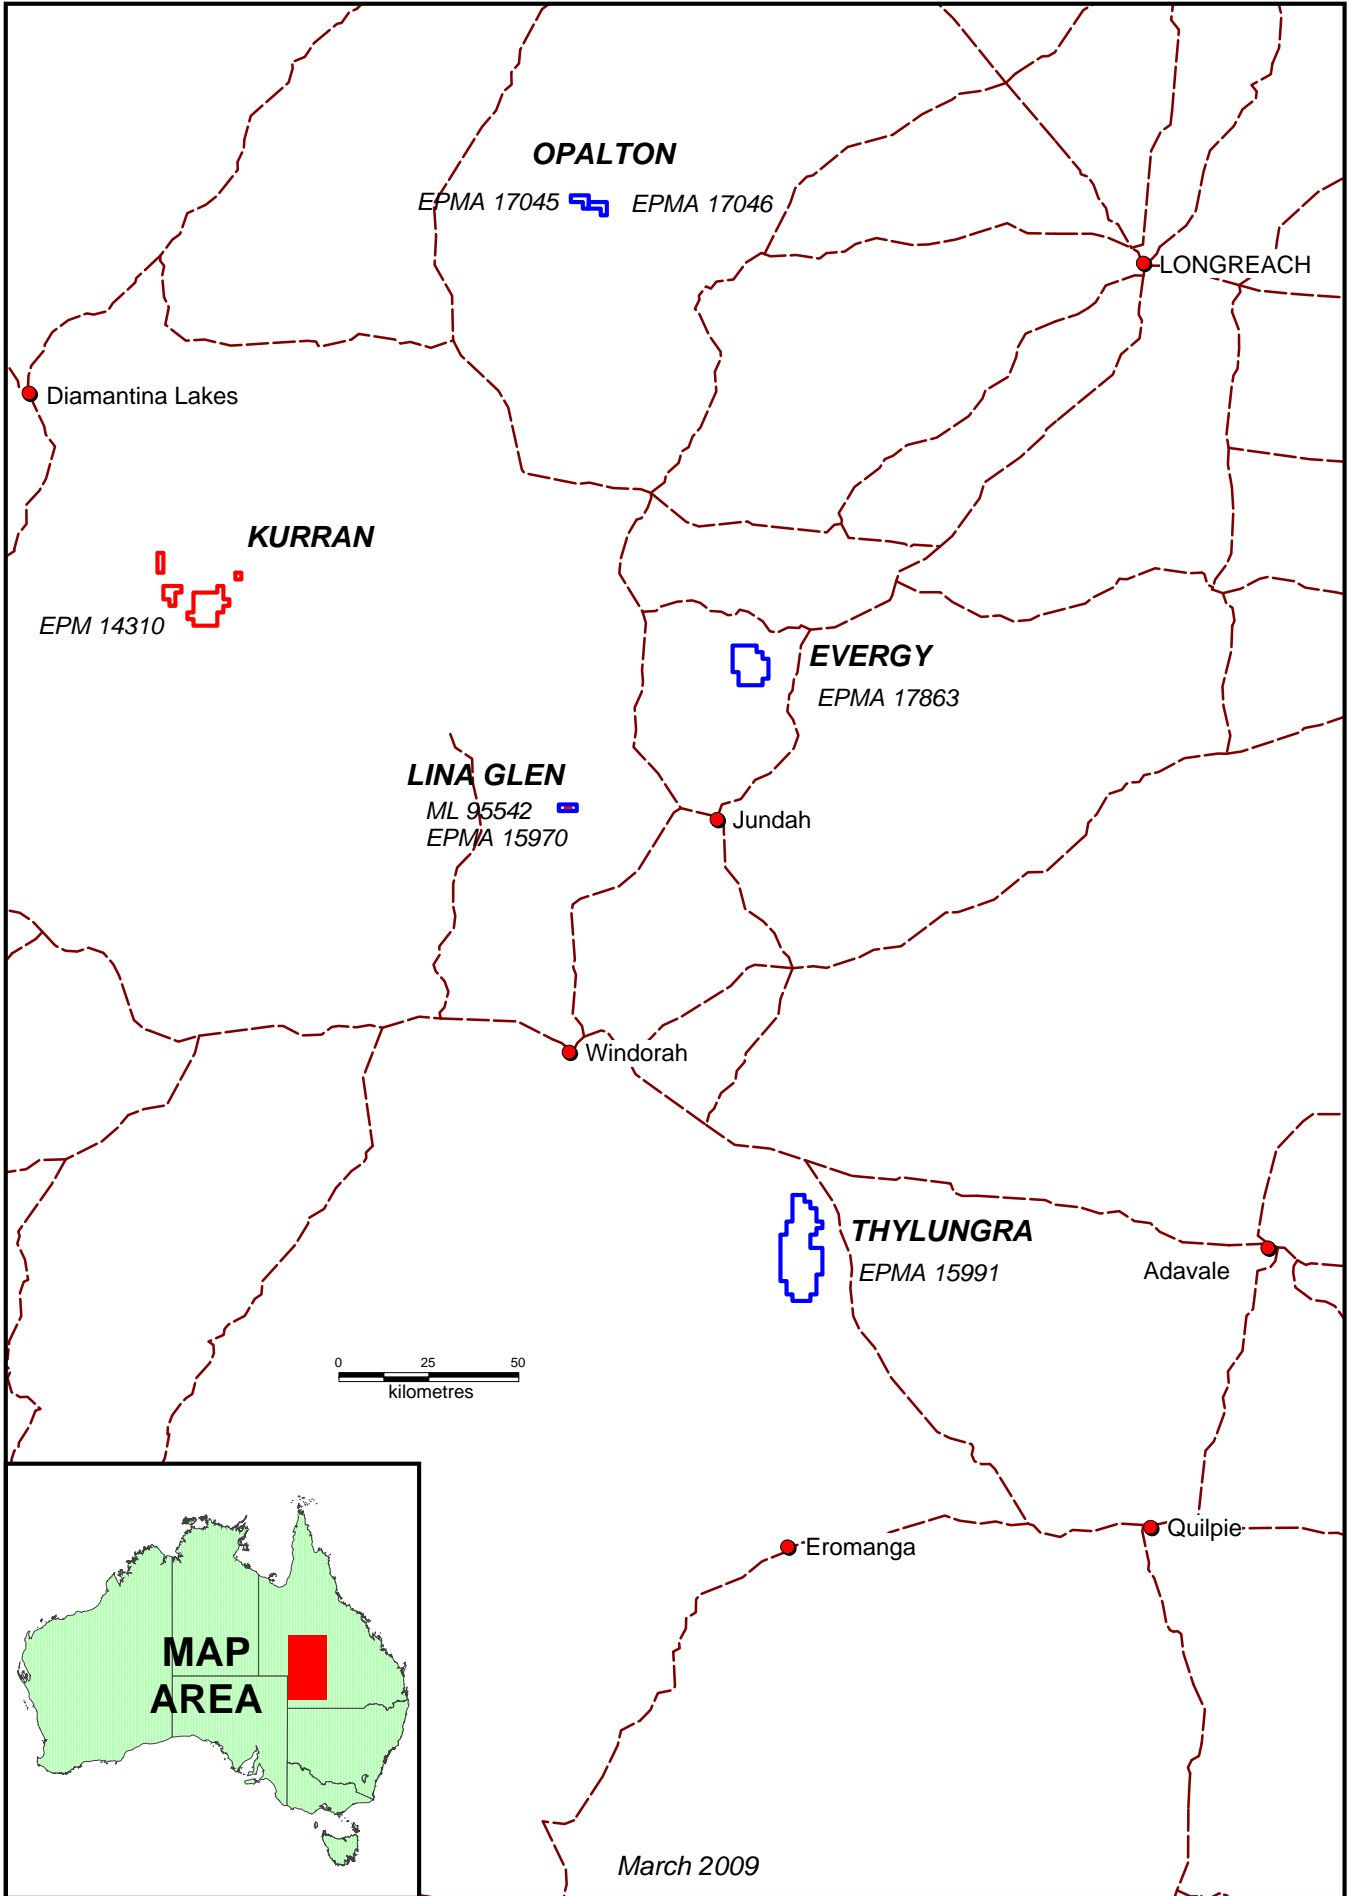 OPALTON
EPMA 17045
EPMA 17046
LONGREACH
Diamantina Lakes
KURRAN
EPM 14310
EVERGY
EPMA 17863
LINA GLEN
ML 95542
EPMA 15970
Jundah
Windorah
THYLUNGRA
EPMA 15991
Adavale
0 25 50
kilometres
Quilpie
Eromanga
MAP
AREA
March 2009